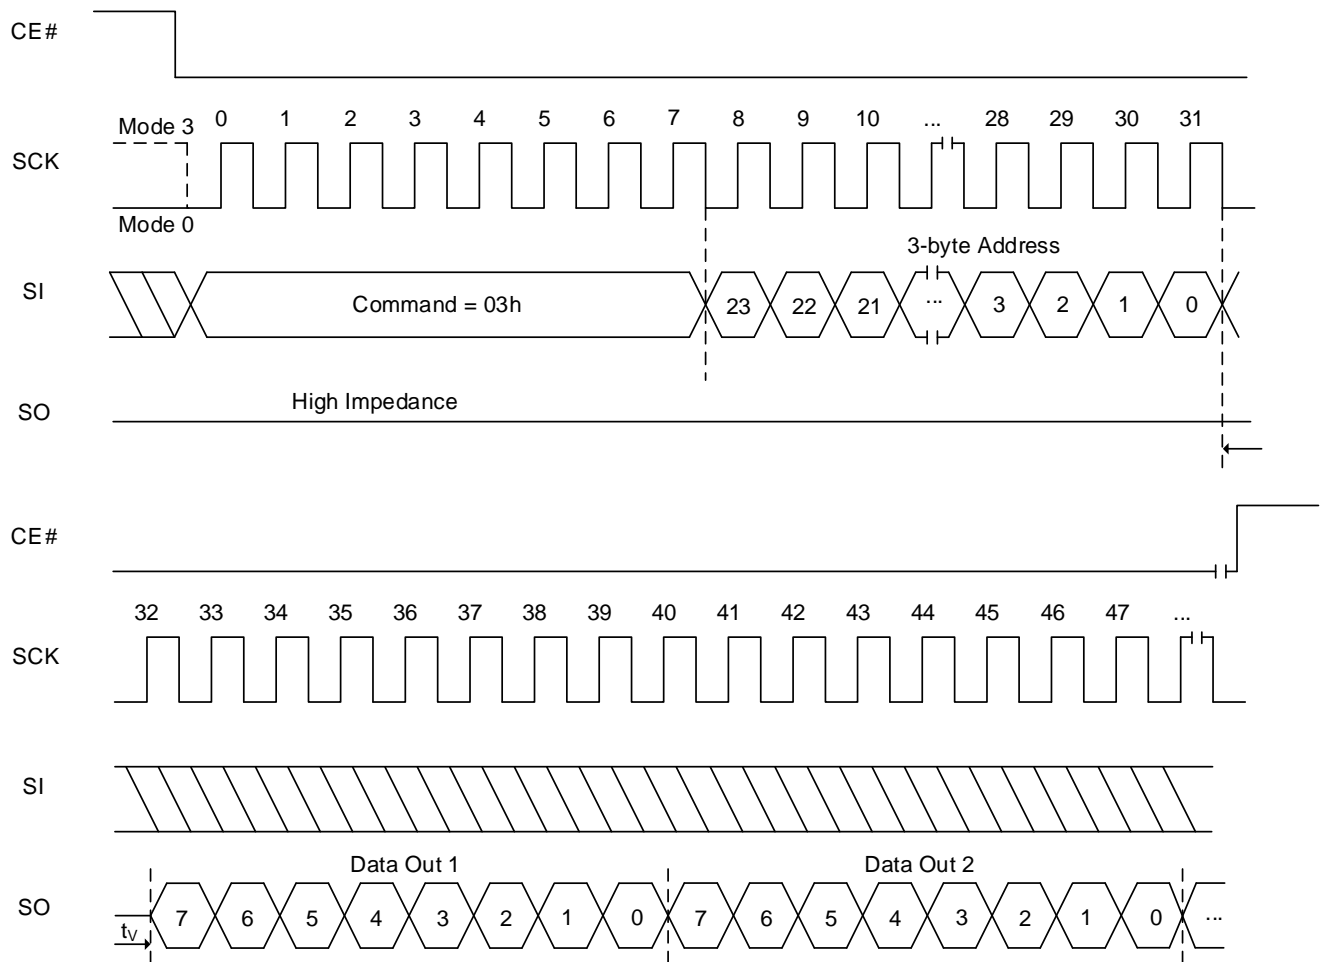 CE#
Mode 3 0 1 2 3 4 5 6 7 8 9 10 ... 28 29 30 31
SCK
Mode 0
3-byte Address
SI
Command = 03h 23 22 21 ... 3 2 1 0
High Impedance
SO
CE#
32 33 34 35 36 37 38 39 40 41 42 43 44 45 46 47 ...
SCK
SI
Data Out 1 Data Out 2
SO
7 6 5 4 3 2 1 0 7 6 5 4 3 2 1 0 ...
tV